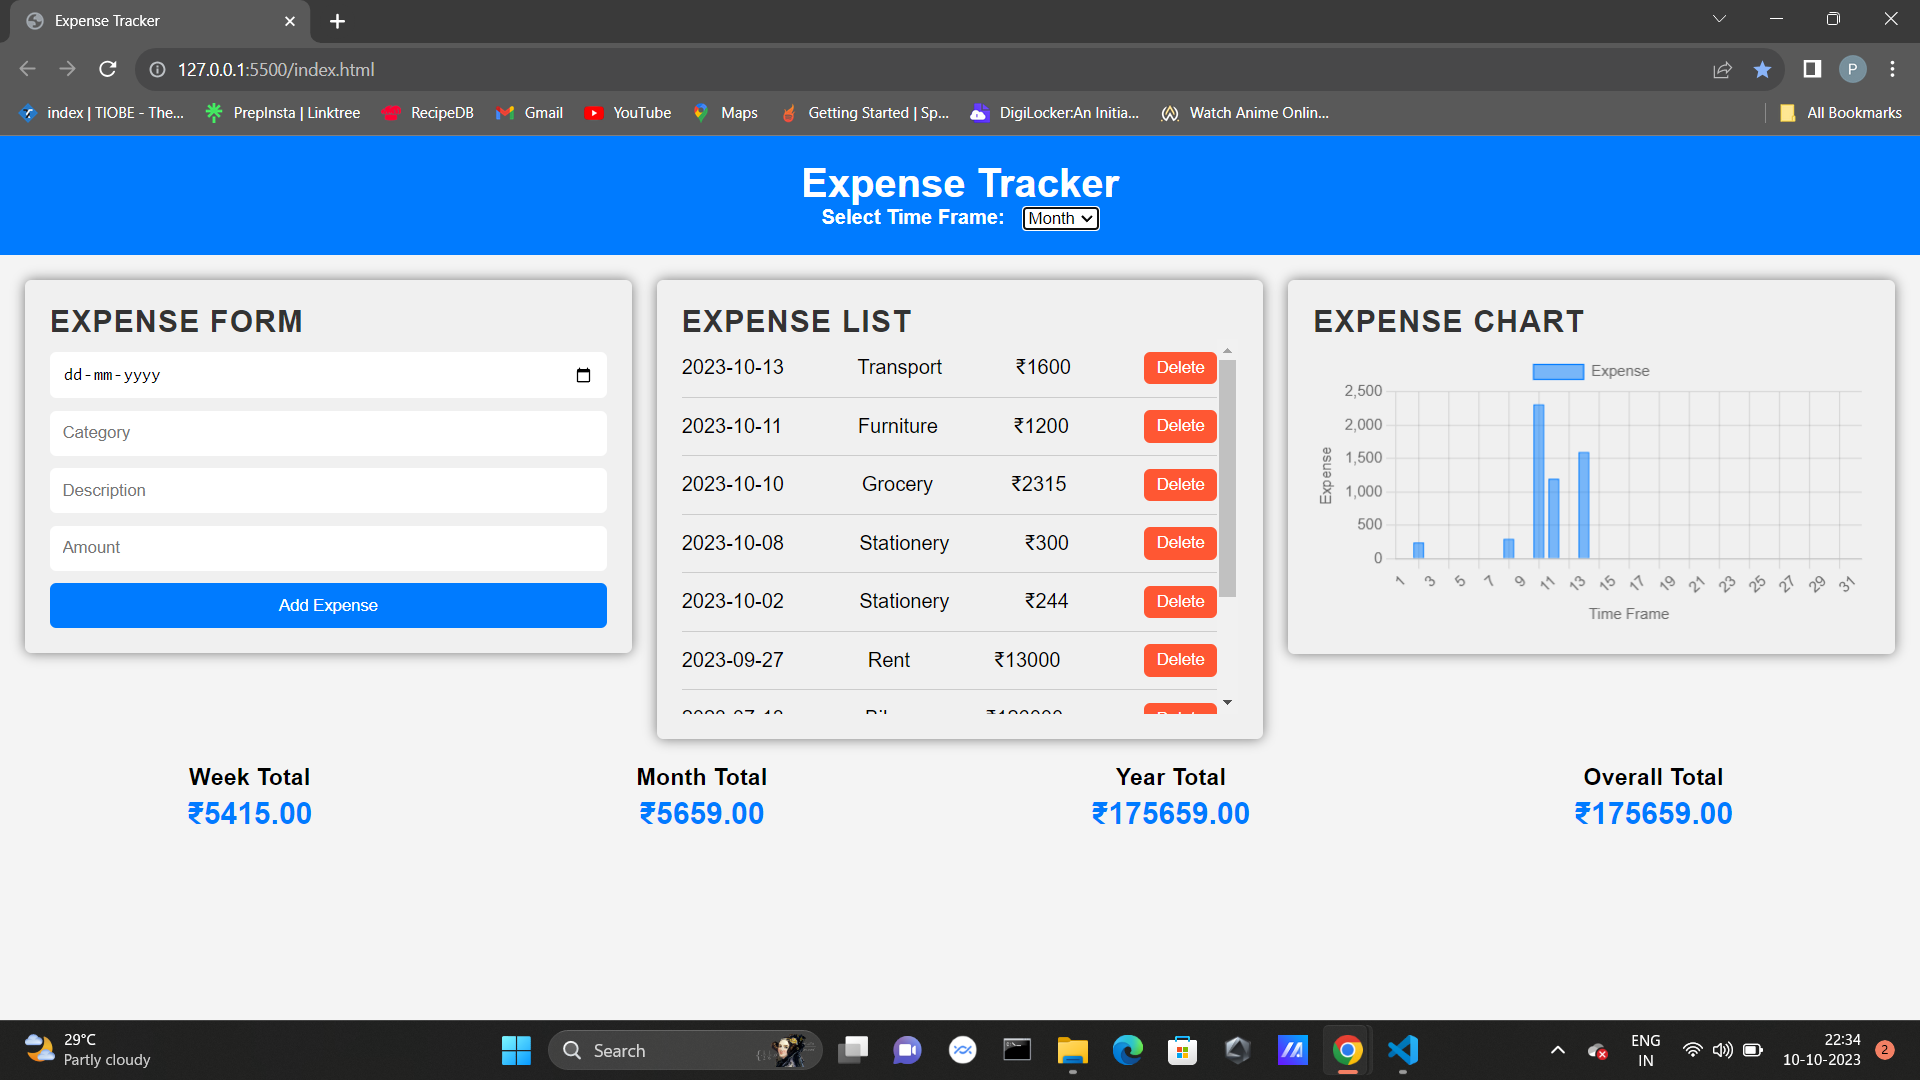 Expense Tracker
127.0.0.1:5500/index.html
P
index | TIOBE - The...
PrepInsta | Linktree
RecipeDB
Gmail
YouTube
Maps
Getting Started | Sp...
DigiLocker:An Initia...
Watch Anime Onlin...
All Bookmarks
Expense Tracker
Select Time Frame: Month
EXPENSE FORM
dd-mm-yyyy
Category
Description
Amount
Add Expense
EXPENSE LIST
2023-10-13 Transport ₹1600 Delete
2023-10-11 Furniture ₹1200 Delete
2023-10-10 Grocery ₹2315 Delete
2023-10-08 Stationery ₹300 Delete
2023-10-02 Stationery ₹244 Delete
2023-09-27 Rent ₹13000 Delete
EXPENSE CHART
Expense
2,500
2,000
1,500
1,000
500
0
Expense
1 3 5 7 9 11 13 15 17 19 21 23 25 27 29 31
Time Frame
Week Total
₹5415.00
Month Total
₹5659.00
Year Total
₹175659.00
Overall Total
₹175659.00
29°C
Partly cloudy
Search
ENG
IN
22:34
10-10-2023
2